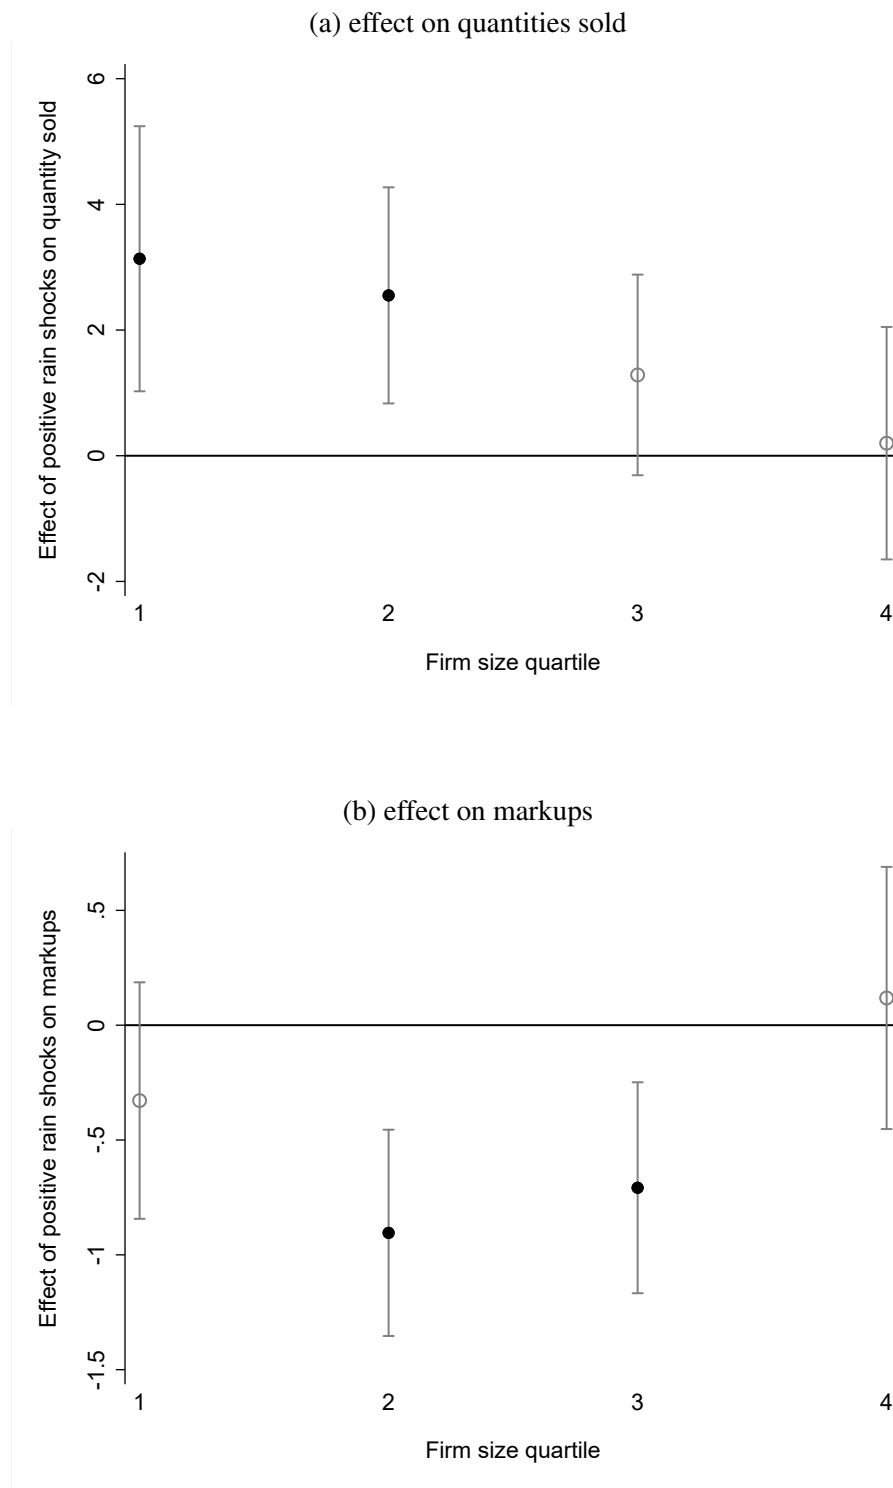 (a) effect on quantities sold
Effect of positive rain shocks on quantity sold
6
4
2
0
-2
1 2 3 4
Firm size quartile
(b) effect on markups
Effect of positive rain shocks on markups
.5
0
-.5
-1
-1.5
1 2 3 4
Firm size quartile